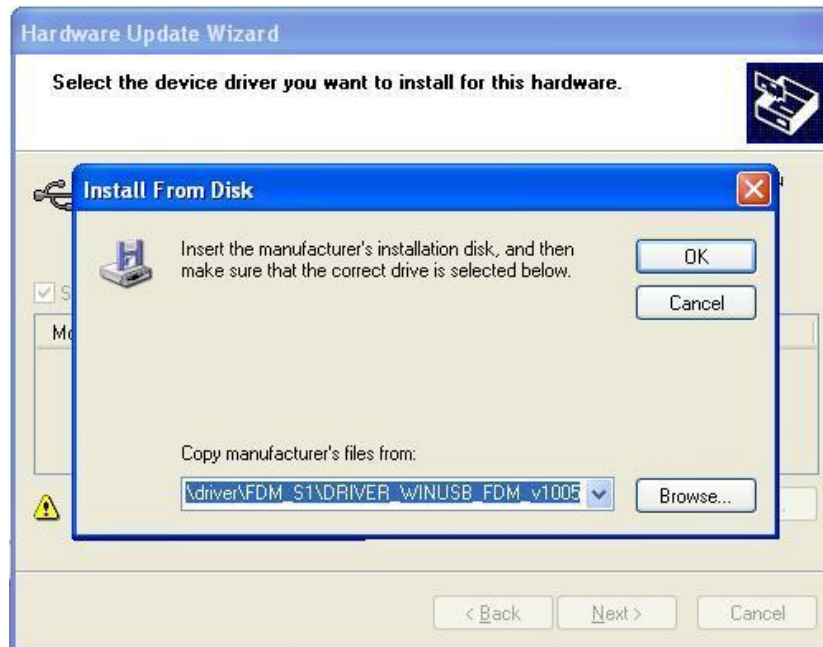 Hardware Update Wizard
Select the device driver you want to install for this hardware.
Install From Disk
Insert the manufacturer's installation disk, and then
make sure that the correct drive is selected below.
OK
Cancel
Copy manufacturer's files from:
\driver\FDM_S1\DRIVER_WINUSB_FDM_v1005
Browse...
< Back
Next >
Cancel